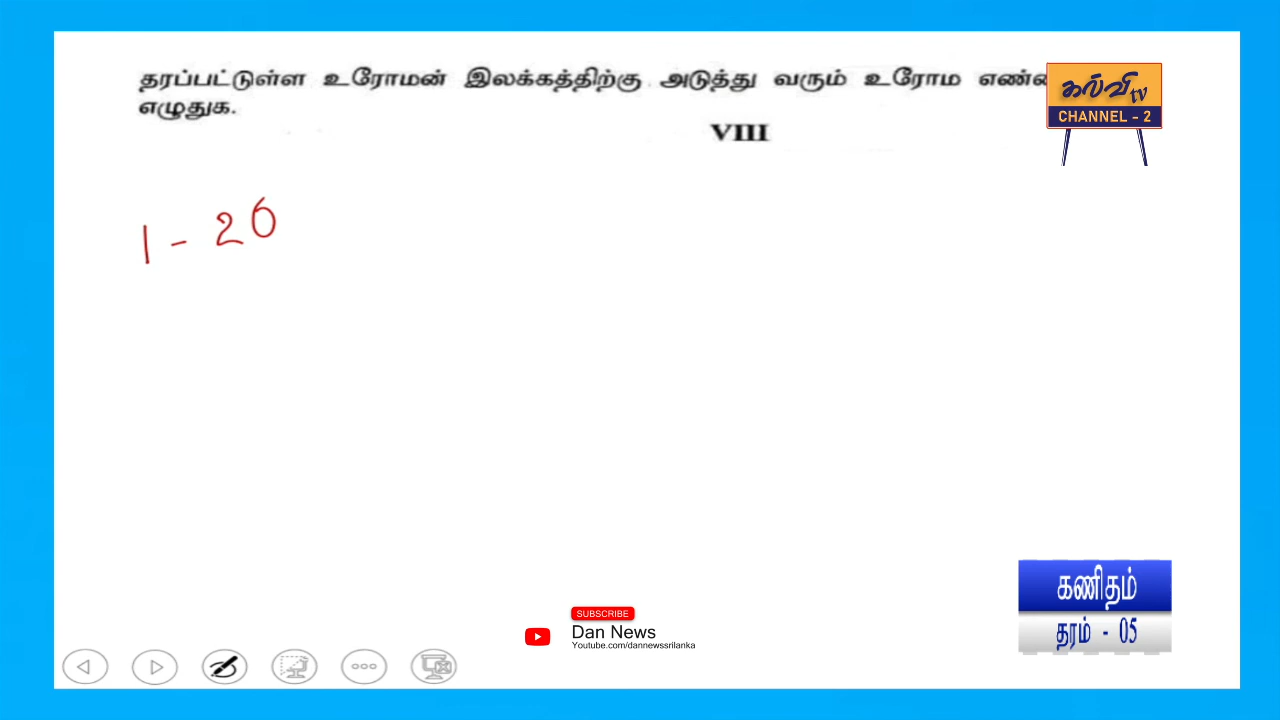 தரப்பட்டுள்ள உரோமன் இலக்கத்திற்கு அடுத்து வரும் உரோம
எழுதுக.
VIII
கல்வி tv
CHANNEL - 2
1 - 20
கணிதம்
தரம் - 05
SUBSCRIBE
Dan News
Youtube.com/dannewssrilanka